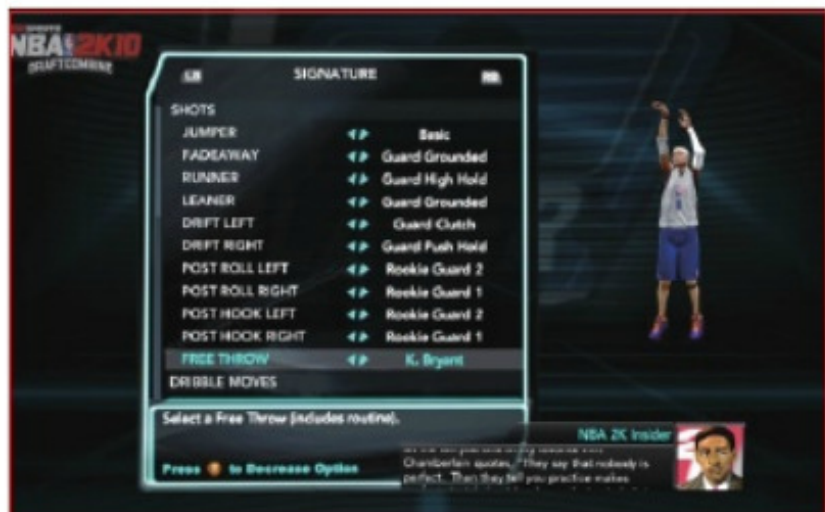 NBA 2K10
DRAFT COMBINE
LB SIGNATURE RB
SHOTS
JUMPER Basic
FADEAWAY Guard Grounded
RUNNER Guard High Hold
LEANER Guard Grounded
DRIFT LEFT Guard Clutch
DRIFT RIGHT Guard Push Hold
POST ROLL LEFT Rookie Guard 2
POST ROLL RIGHT Rookie Guard 1
POST HOOK LEFT Rookie Guard 2
POST HOOK RIGHT Rookie Guard 1
FREE THROW K. Bryant
DRIBBLE MOVES
Select a Free Throw (includes routine).
Press to Decrease Option
NBA 2K Insider
Chamberlain quotes, "They say that nobody is
perfect. Then they tell you practice makes